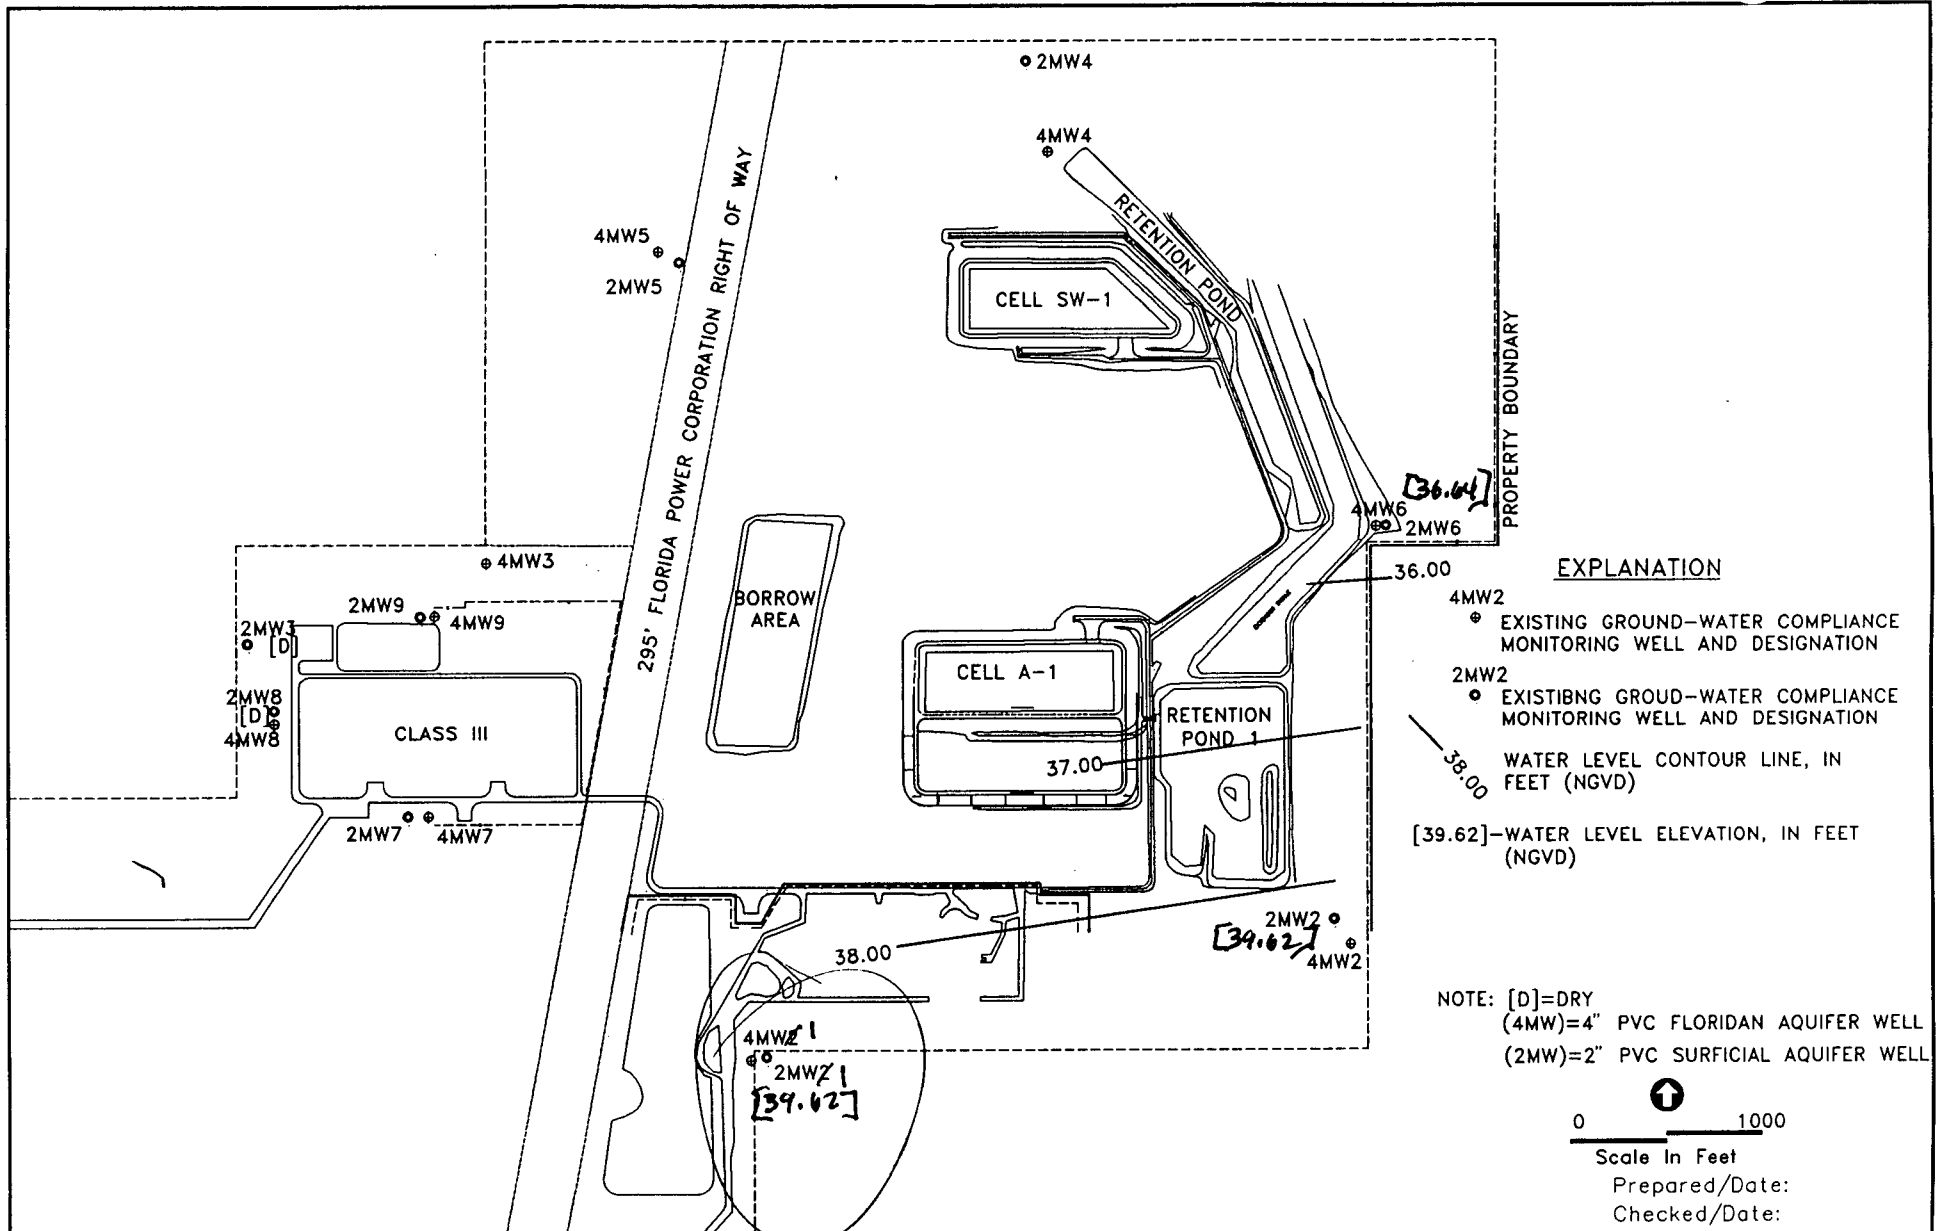 2MW4
4MW4
RETENTION POND
4MW5
2MW5
295' FLORIDA POWER CORPORATION RIGHT OF WAY
CELL SW-1
PROPERTY BOUNDARY
[36.64]
4MW6
2MW6
36.00
4MW3
2MW9
4MW9
2MW3
[D]
2MW8
[D]
4MW8
CLASS III
2MW7
4MW7
BORROW
AREA
CELL A-1
RETENTION
POND 1
37.00
38.00
2MW2
[39.62]
4MW2
4MW2 1
2MW2 1
[39.62]
EXPLANATION
4MW2
EXISTING GROUND-WATER COMPLIANCE
MONITORING WELL AND DESIGNATION
2MW2
EXISTIBNG GROUD-WATER COMPLIANCE
MONITORING WELL AND DESIGNATION
38.00
WATER LEVEL CONTOUR LINE, IN
FEET (NGVD)
[39.62]-WATER LEVEL ELEVATION, IN FEET
(NGVD)
NOTE: [D]=DRY
(4MW)=4" PVC FLORIDAN AQUIFER WELL
(2MW)=2" PVC SURFICIAL AQUIFER WELL
0 1000
Scale In Feet
Prepared/Date:
Checked/Date: